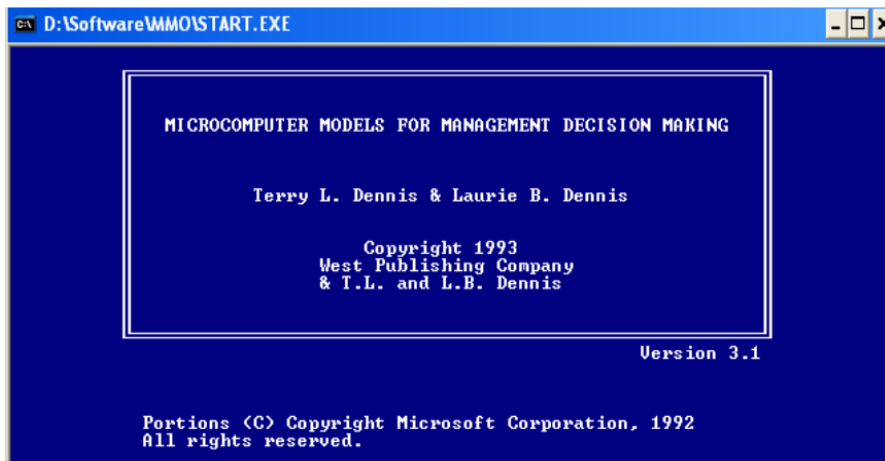 D:\Software\MMO\START.EXE
MICROCOMPUTER MODELS FOR MANAGEMENT DECISION MAKING
Terry L. Dennis & Laurie B. Dennis
Copyright 1993
West Publishing Company
& T.L. and L.B. Dennis
Version 3.1
Portions (C) Copyright Microsoft Corporation, 1992
All rights reserved.